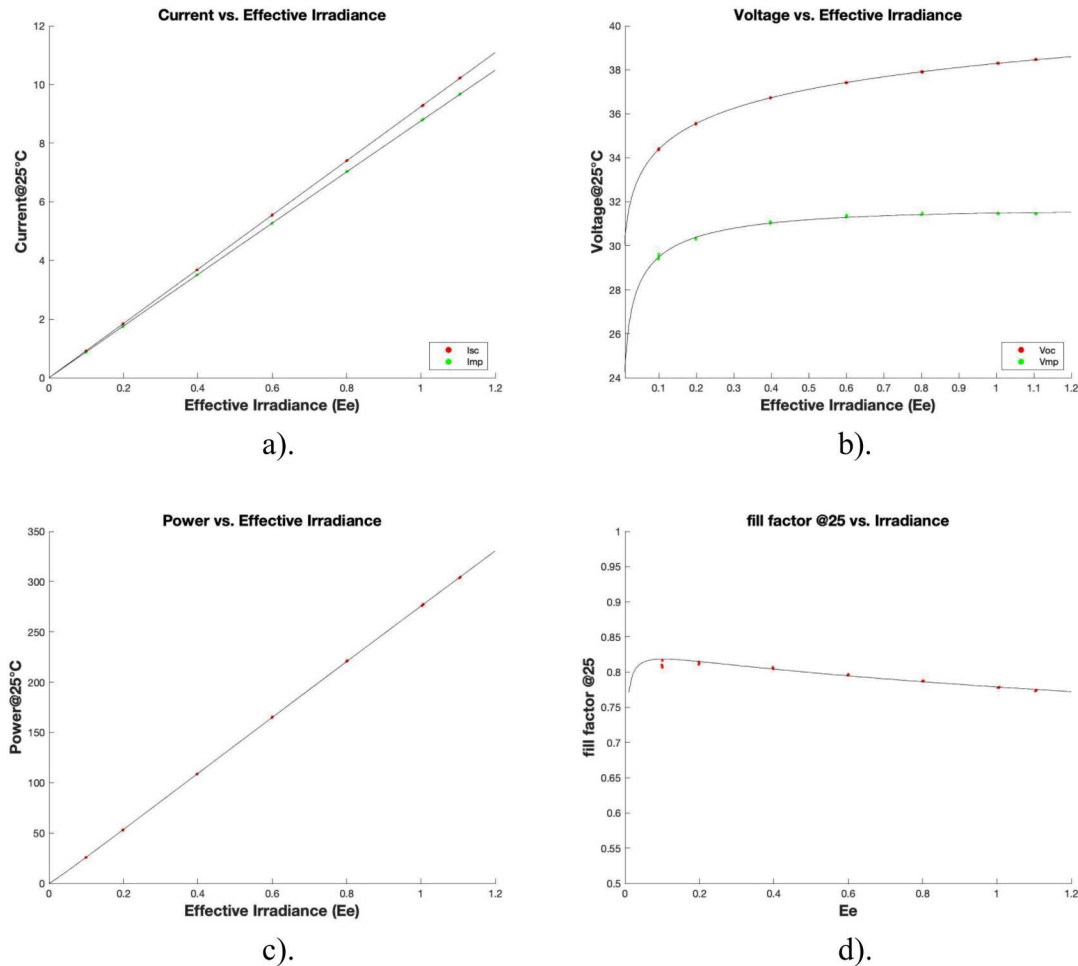 Current vs. Effective Irradiance
12
10
8
6
4
2
0
Current@25°C
0 0.2 0.4 0.6 0.8 1 1.2
Effective Irradiance (Ee)
Isc
Imp
a).
Voltage vs. Effective Irradiance
40
38
36
34
32
30
28
26
24
Voltage@25°C
0.1 0.2 0.3 0.4 0.5 0.6 0.7 0.8 0.9 1 1.1 1.2
Effective Irradiance (Ee)
Voc
Vmp
b).
Power vs. Effective Irradiance
350
300
250
200
150
100
50
0
Power@25°C
0 0.2 0.4 0.6 0.8 1 1.2
Effective Irradiance (Ee)
c).
fill factor @25 vs. Irradiance
1
0.95
0.9
0.85
0.8
0.75
0.7
0.65
0.6
0.55
0.5
fill factor @25
0 0.2 0.4 0.6 0.8 1 1.2
Ee
d).